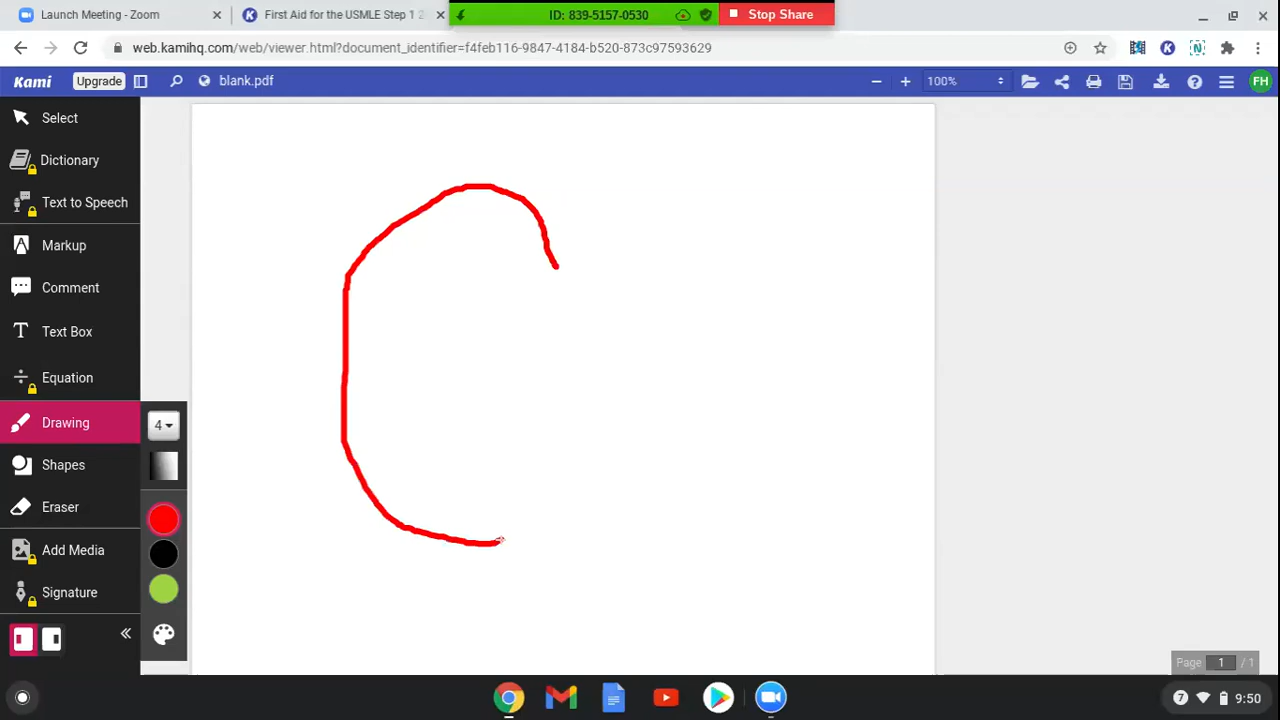 Launch Meeting - Zoom
First Aid for the USMLE Step 1 2
ID: 839-5157-0530
Stop Share
web.kamihq.com/web/viewer.html?document_identifier=f4feb116-9847-4184-b520-873c97593629
Kami
Upgrade
blank.pdf
100%
FH
Select
Dictionary
Text to Speech
Markup
Comment
Text Box
Equation
Drawing
4
Shapes
Eraser
Add Media
Signature
Page 1 / 1
7
9:50